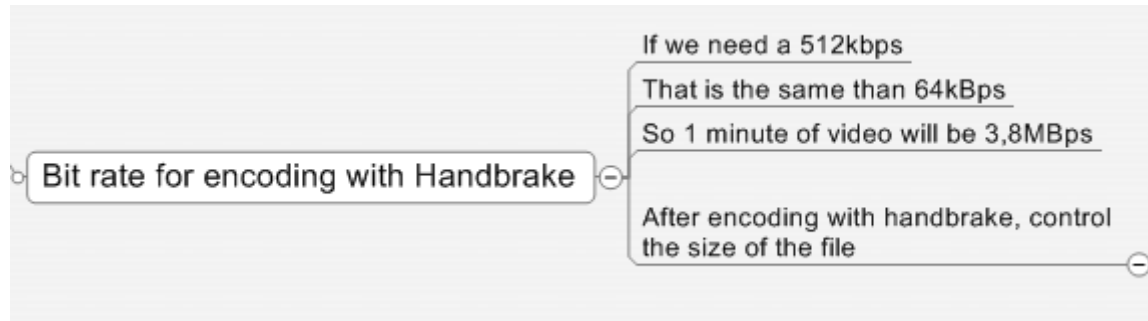 Bit rate for encoding with Handbrake
If we need a 512kbps
That is the same than 64kBps
So 1 minute of video will be 3,8MBps
After encoding with handbrake, control
the size of the file